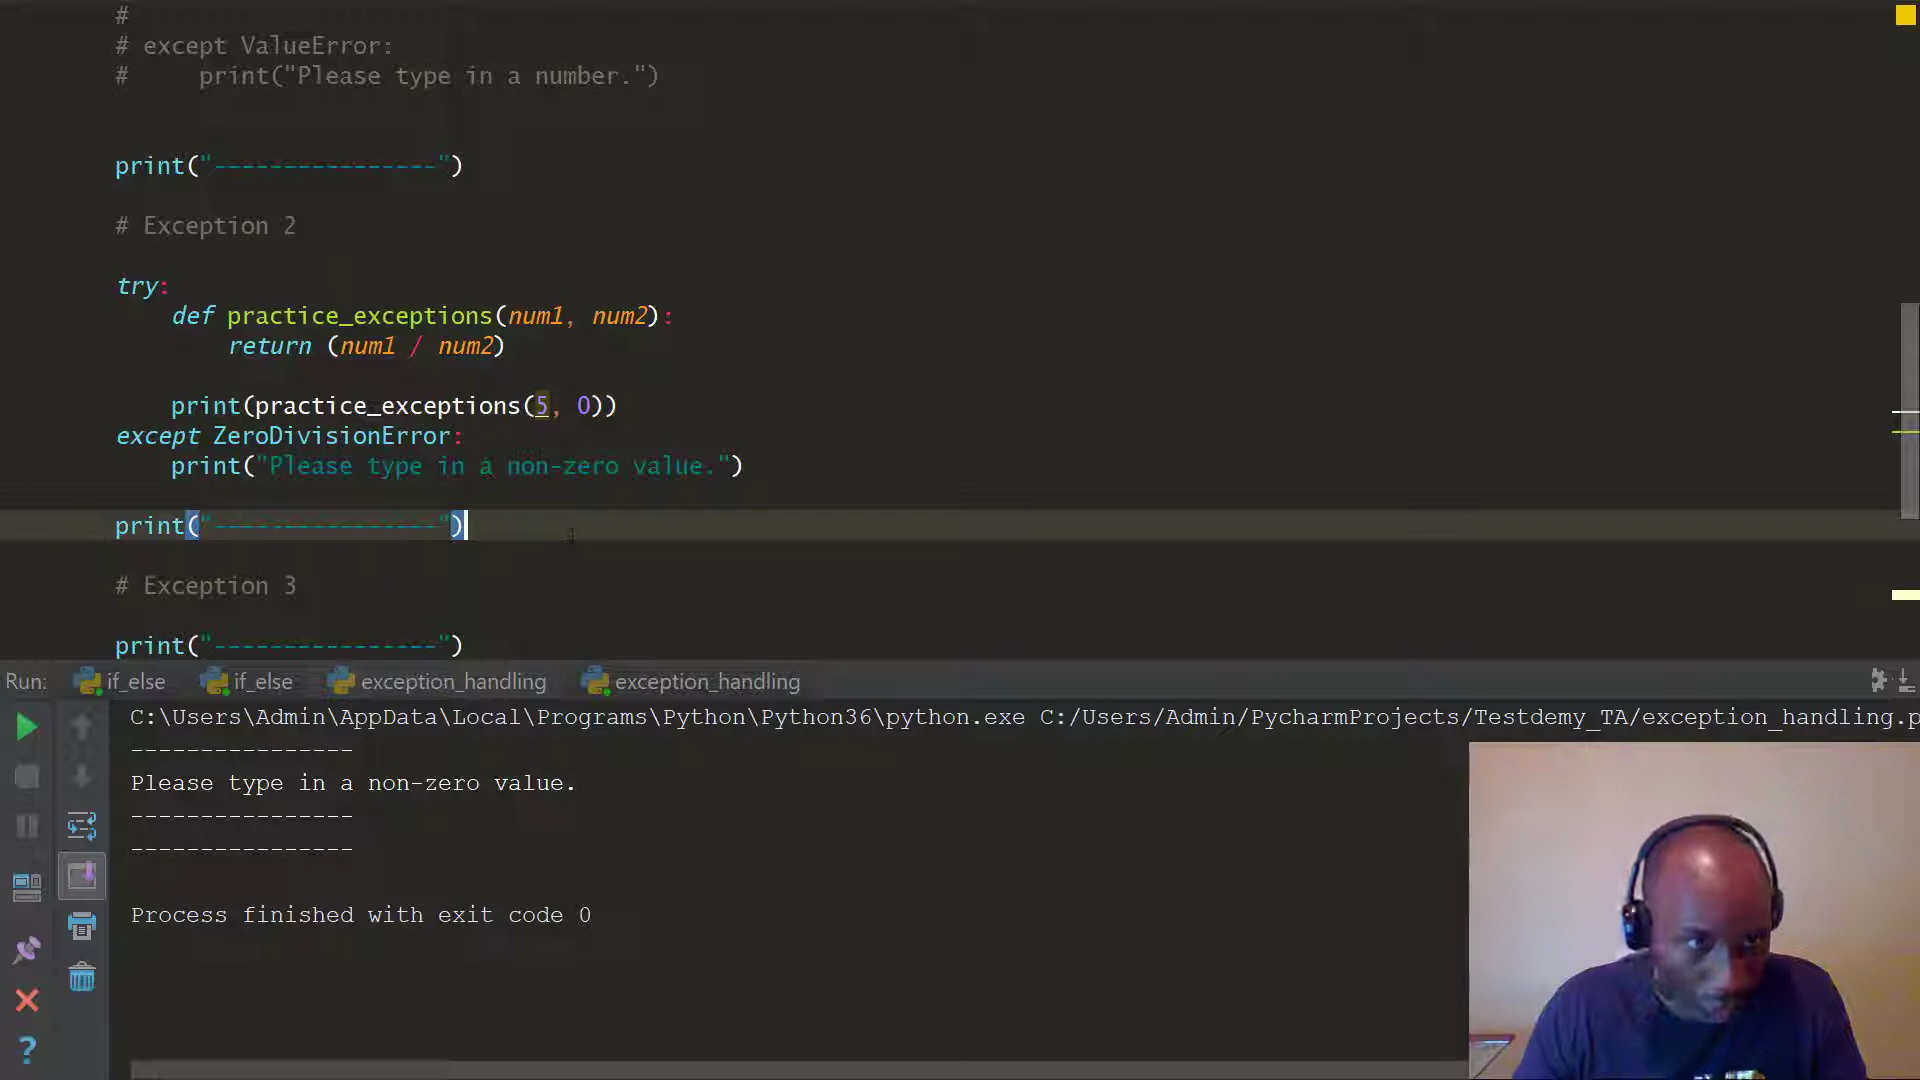 #
# except ValueError:
#     print("Please type in a number.")
print("----------------")
# Exception 2
try:
    def practice_exceptions(num1, num2):
        return (num1 / num2)
    print(practice_exceptions(5, 0))
except ZeroDivisionError:
    print("Please type in a non-zero value.")
print("----------------")
# Exception 3
print("----------------")
Run: if_else if_else exception_handling exception_handling
C:\Users\Admin\AppData\Local\Programs\Python\Python36\python.exe C:/Users/Admin/PycharmProjects/Testdemy_TA/exception_handling.p
----------------
Please type in a non-zero value.
----------------
----------------
Process finished with exit code 0
?